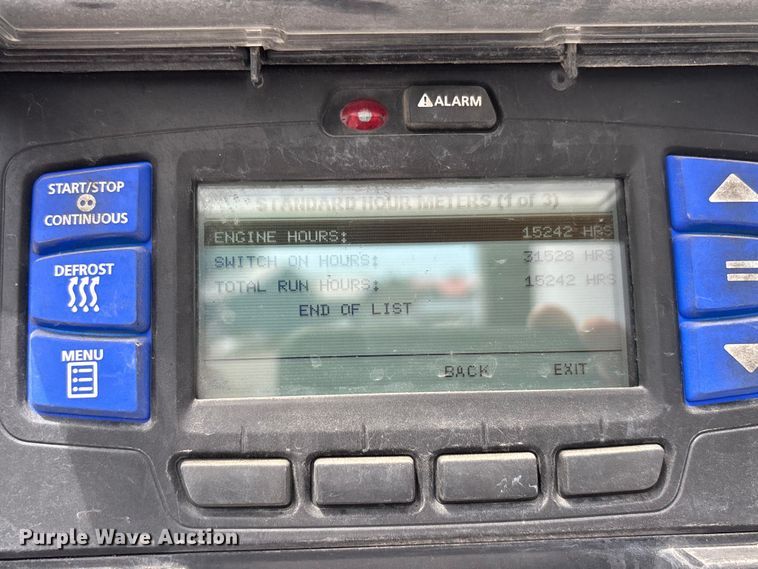 ALARM
START/STOP
CONTINUOUS
DEFROST
MENU
STANDARD HOUR METERS (1 of 3)
ENGINE HOURS: 15242 HRS
SWITCH ON HOURS: 31528 HRS
TOTAL RUN HOURS: 15242 HRS
END OF LIST
BACK EXIT
Purple Wave Auction